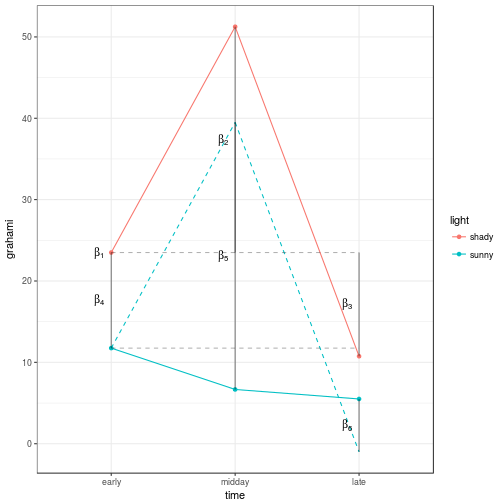 50
40
30
20
10
0
grahami
β1
β2
β3
β4
β5
β6
early midday late
time
light
shady
sunny